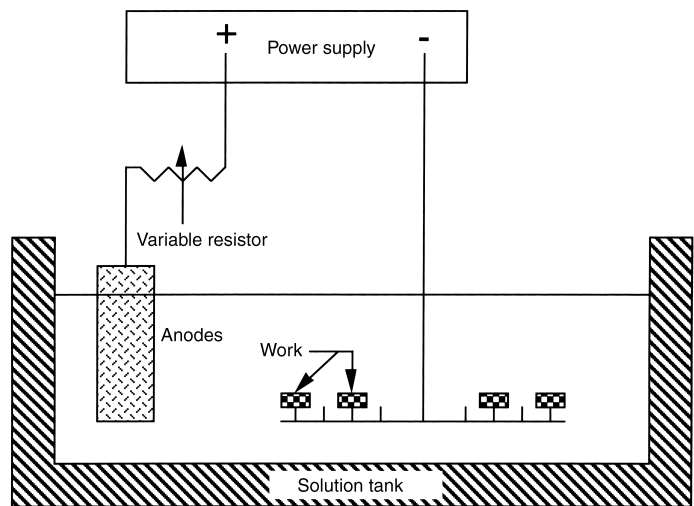 +
Power supply
-
Variable resistor
Anodes
Work
Solution tank